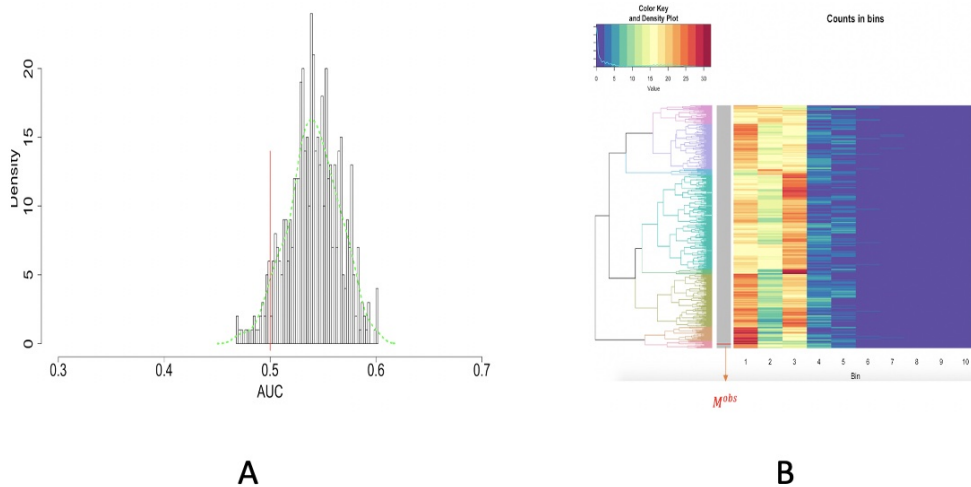 Density
0
5
10
15
20
0.3
0.4
0.5
0.6
0.7
AUC
A
Color Key
and Density Plot
0 5 10 15 20 25 30
Value
Counts in bins
1 2 3 4 5 6 7 8 9 10
Bin
M^obs
B